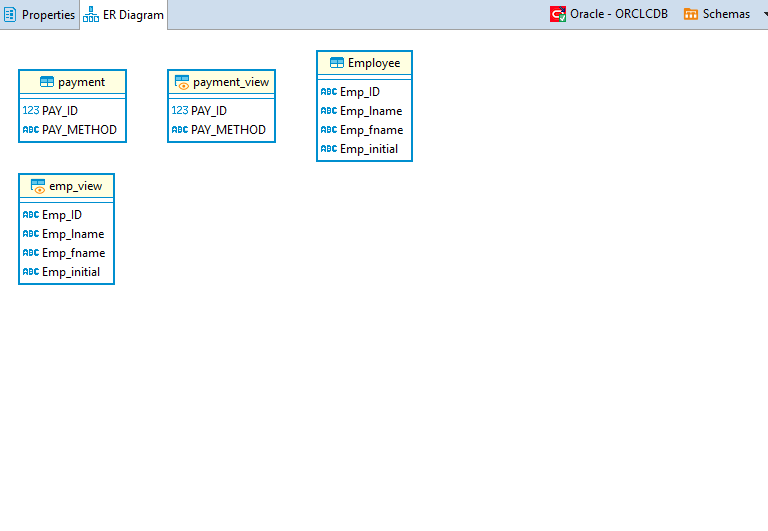 Properties
ER Diagram
Oracle - ORCLCDB
Schemas
payment
123 PAY_ID
ABC PAY_METHOD
payment_view
123 PAY_ID
ABC PAY_METHOD
Employee
ABC Emp_ID
ABC Emp_lname
ABC Emp_fname
ABC Emp_initial
emp_view
ABC Emp_ID
ABC Emp_lname
ABC Emp_fname
ABC Emp_initial